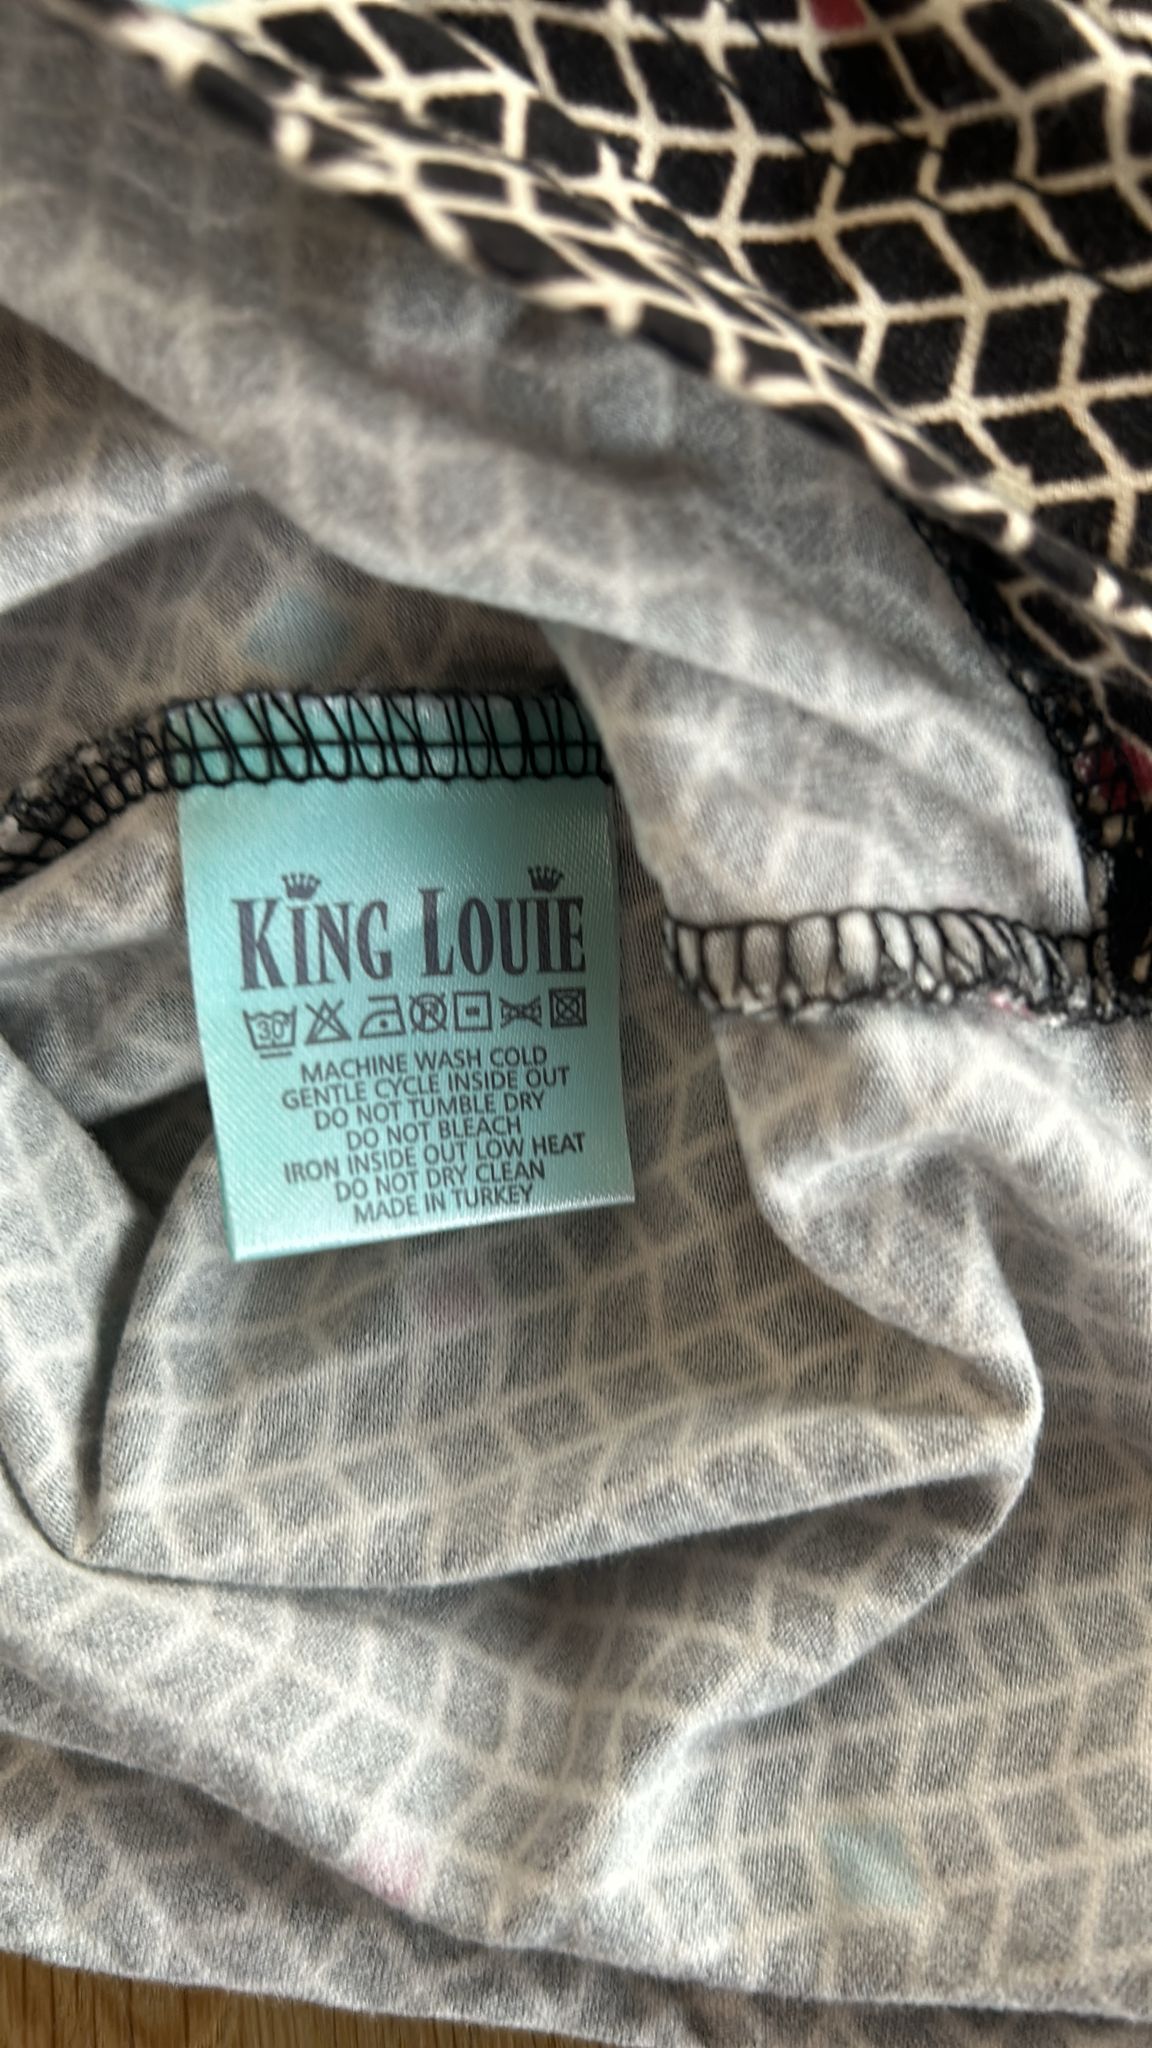 KING LOUIE
30°
MACHINE WASH COLD
GENTLE CYCLE INSIDE OUT
DO NOT TUMBLE DRY
DO NOT BLEACH
IRON INSIDE OUT LOW HEAT
DO NOT DRY CLEAN
MADE IN TURKEY